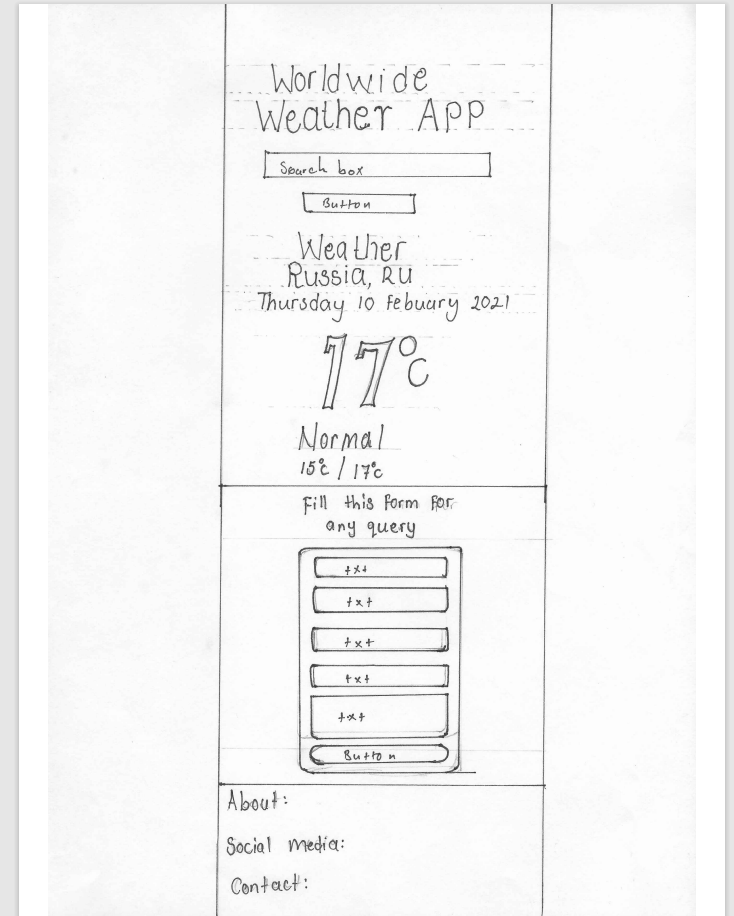 Worldwide
Weather App
Search box
Button
Weather
Russia, RU
Thursday 10 Febuary 2021
17°C
Normal
15°c / 17°c
Fill this form for
any query
txt
txt
txt
txt
txt
Button
About:
Social media:
Contact: